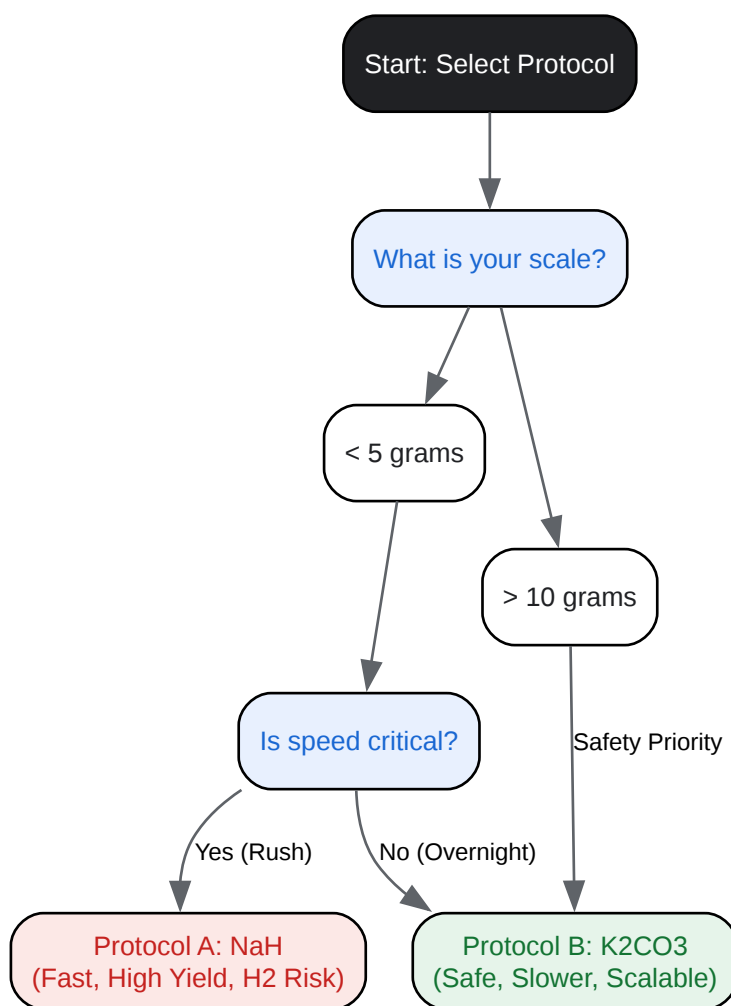 Start: Select Protocol
What is your scale?
< 5 grams
> 10 grams
Is speed critical?
Safety Priority
Yes (Rush)
No (Overnight)
Protocol A: NaH
(Fast, High Yield, H2 Risk)
Protocol B: K2CO3
(Safe, Slower, Scalable)